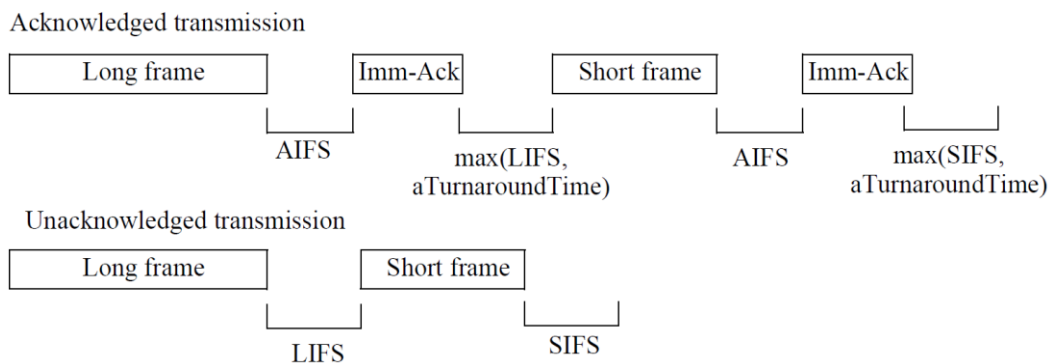 Acknowledged transmission
Long frame
Imm-Ack
Short frame
Imm-Ack
AIFS
max(LIFS,
aTurnaroundTime)
AIFS
max(SIFS,
aTurnaroundTime)
Unacknowledged transmission
Long frame
Short frame
LIFS
SIFS